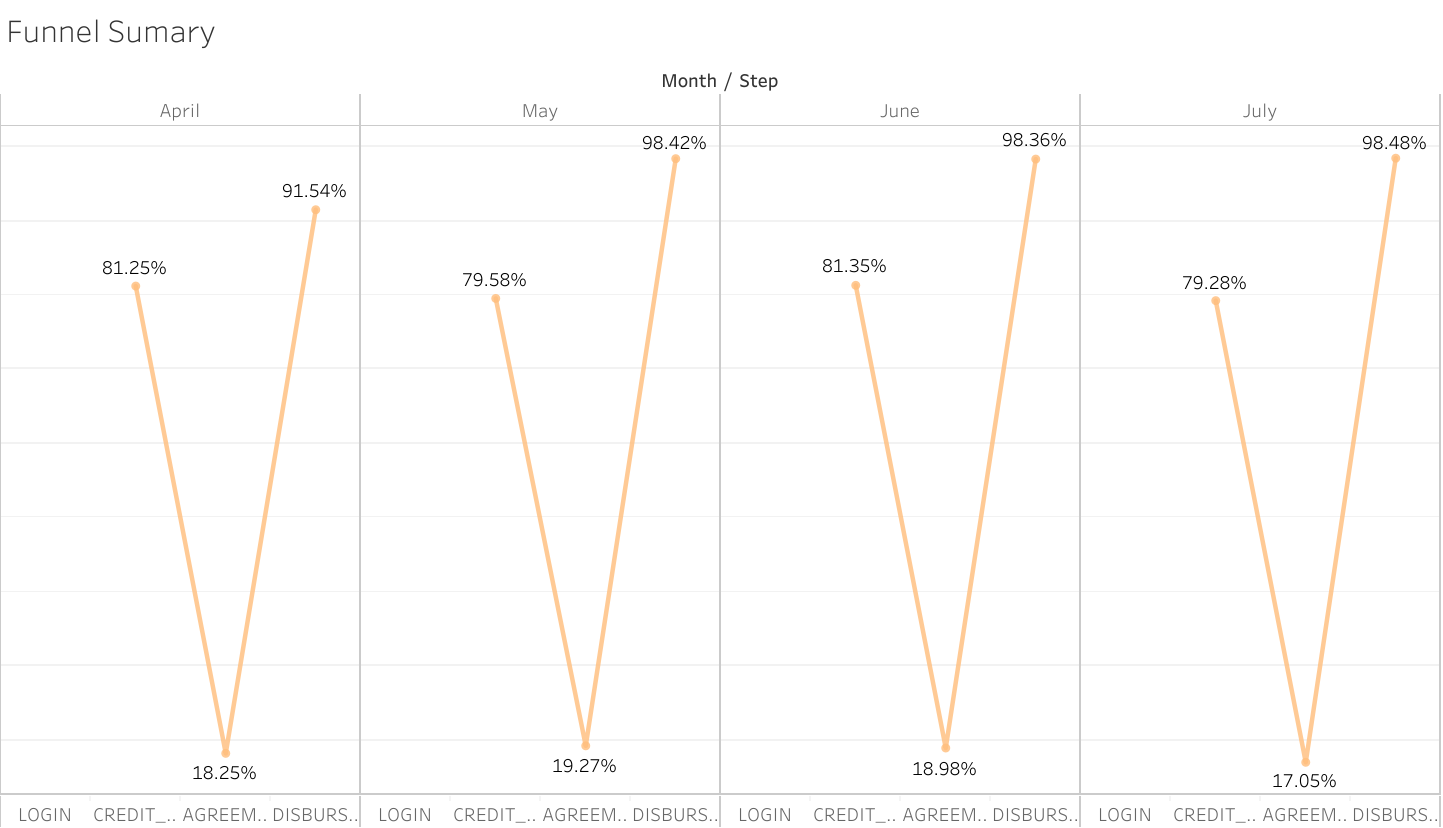 Funnel Sumary
Month / Step
April May June July
98.42% 98.36% 98.48%
91.54%
81.25% 79.58% 81.35% 79.28%
18.25% 19.27% 18.98% 17.05%
LOGIN CREDIT_.. AGREEM.. DISBURS.. LOGIN CREDIT_.. AGREEM.. DISBURS.. LOGIN CREDIT_.. AGREEM.. DISBURS.. LOGIN CREDIT_.. AGREEM.. DISBURS..